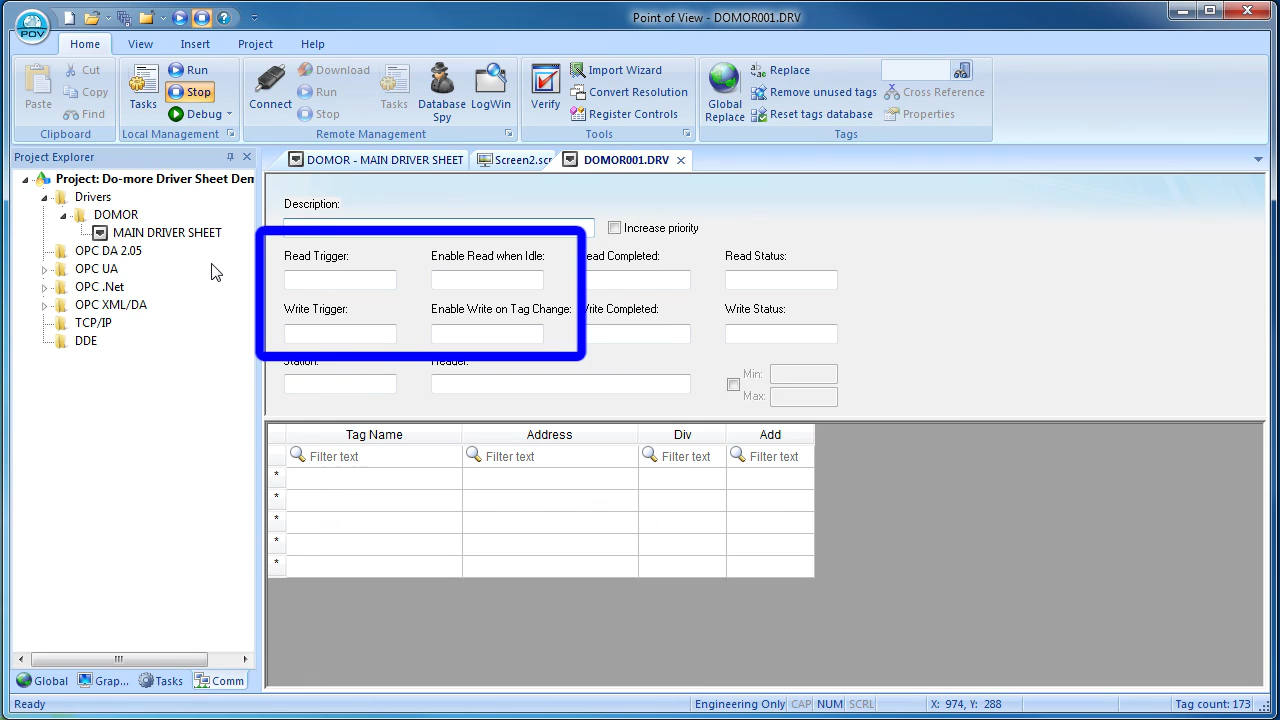 Point of View - DOMOR001.DRV
POV
Home View Insert Project Help
Paste Cut Copy Find
Clipboard
Tasks Run Stop Debug
Local Management
Connect Download Run Stop Tasks Database Spy LogWin
Remote Management
Verify Import Wizard Convert Resolution Register Controls
Tools
Global Replace Replace Remove unused tags Reset tags database Cross Reference Properties
Tags
Project Explorer
DOMOR - MAIN DRIVER SHEET Screen2.scr DOMOR001.DRV
Project: Do-more Driver Sheet Dem
Drivers
DOMOR
MAIN DRIVER SHEET
OPC DA 2.05
OPC UA
OPC .Net
OPC XML/DA
TCP/IP
DDE
Description:
Increase priority
Read Trigger: Enable Read when Idle: ead Completed: Read Status:
Write Trigger: Enable Write on Tag Change: rite Completed: Write Status:
Station: Header: Min:
Max:
Tag Name Address Div Add
Filter text Filter text Filter text Filter text
*
*
*
*
*
Global Grap... Tasks Comm
Ready Engineering Only CAP NUM SCRL X: 974, Y: 288 Tag count: 173